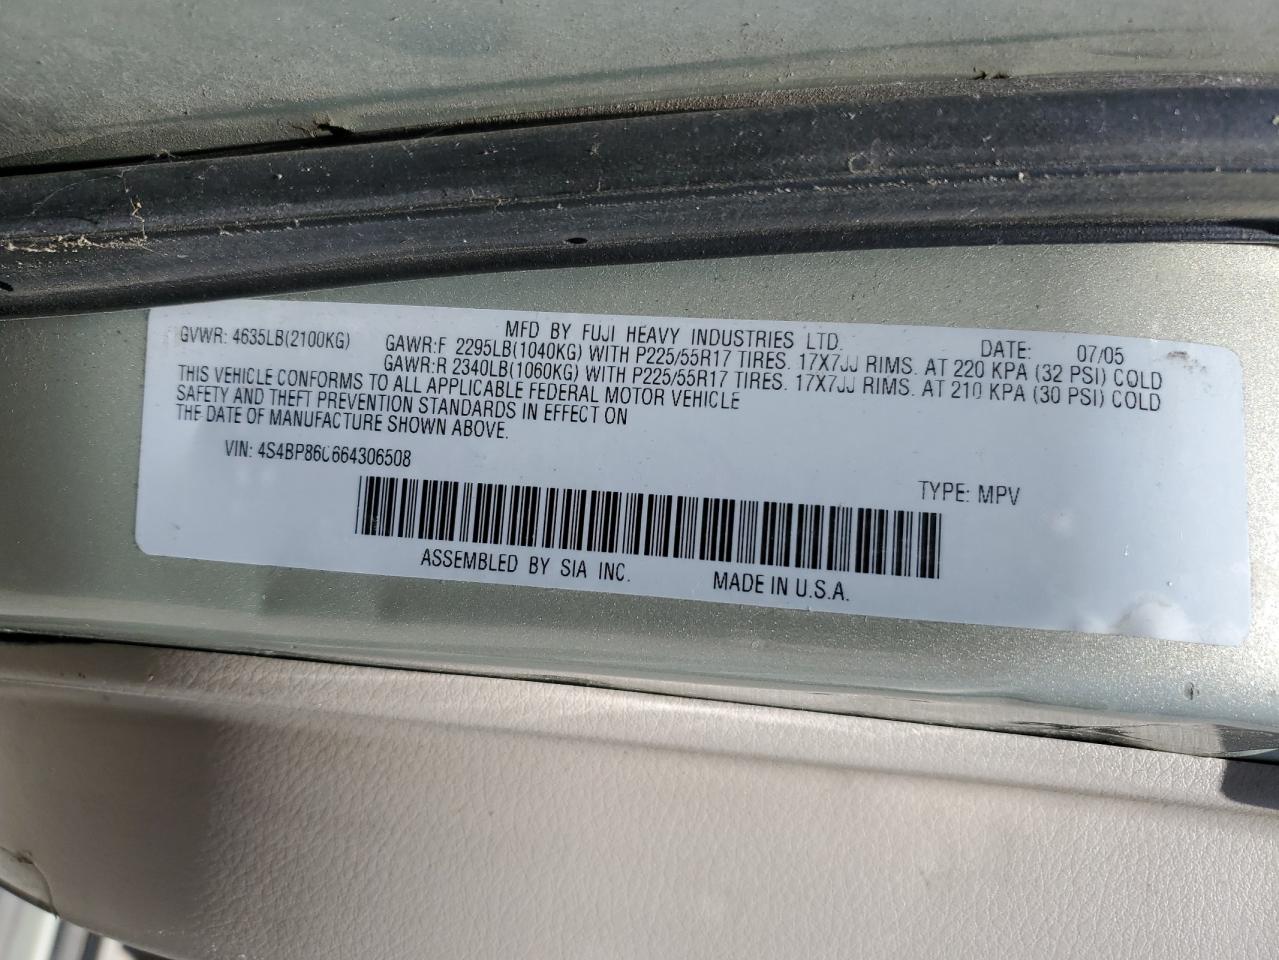 MFD BY FUJI HEAVY INDUSTRIES LTD. DATE: 07/05
GVWR: 4635LB(2100KG) GAWR:F 2295LB(1040KG) WITH P225/55R17 TIRES. 17X7JJ RIMS. AT 220 KPA (32 PSI) COLD
GAWR:R 2340LB(1060KG) WITH P225/55R17 TIRES. 17X7JJ RIMS. AT 210 KPA (30 PSI) COLD
THIS VEHICLE CONFORMS TO ALL APPLICABLE FEDERAL MOTOR VEHICLE
SAFETY AND THEFT PREVENTION STANDARDS IN EFFECT ON
THE DATE OF MANUFACTURE SHOWN ABOVE.
VIN: 4S4BP86C664306508
TYPE: MPV
ASSEMBLED BY SIA INC. MADE IN U.S.A.